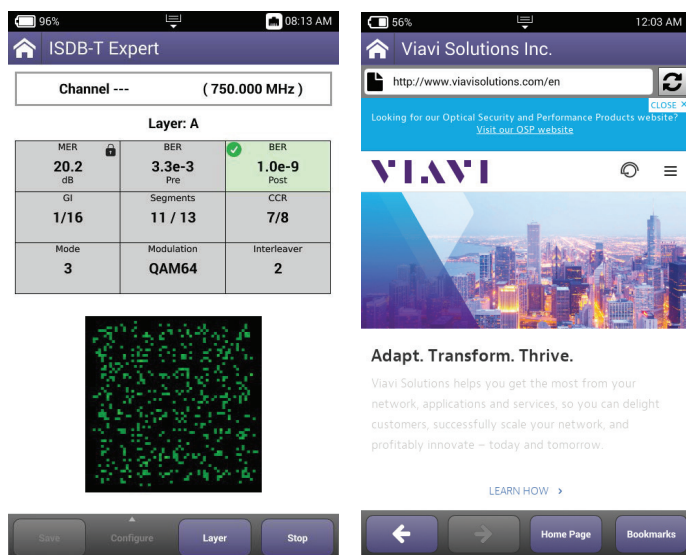 96%
08:13 AM
ISDB-T Expert
Channel --- ( 750.000 MHz )
Layer: A
MER BER BER
20.2 3.3e-3 1.0e-9
dB Pre Post
GI Segments CCR
1/16 11 / 13 7/8
Mode Modulation Interleaver
3 QAM64 2
Save Configure Layer Stop
56%
12:03 AM
Viavi Solutions Inc.
http://www.viavisolutions.com/en
CLOSE ×
Looking for our Optical Security and Performance Products website?
Visit our OSP website
VIAVI
Adapt. Transform. Thrive.
Viavi Solutions helps you get the most from your
network, applications and services, so you can delight
customers, successfully scale your network, and
profitably innovate – today and tomorrow.
LEARN HOW >
Home Page Bookmarks